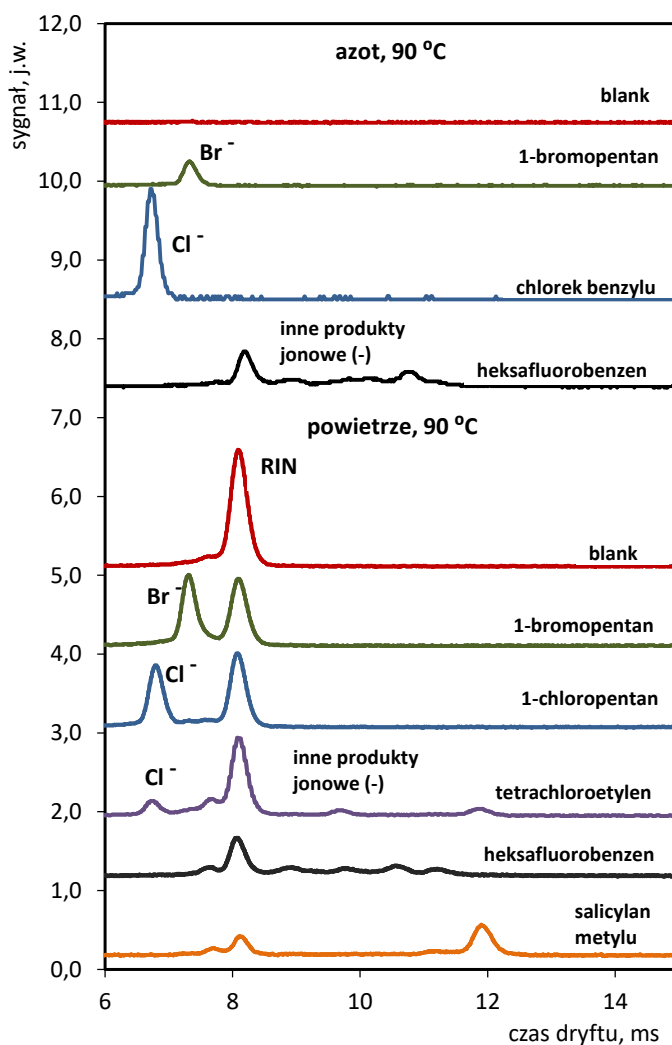 sygnał, j.w.
12,0
11,0
10,0
9,0
8,0
7,0
6,0
5,0
4,0
3,0
2,0
1,0
0,0
azot, 90 ⁰C
blank
Br ⁻
1-bromopentan
Cl ⁻
chlorek benzylu
inne produkty
jonowe (-)
heksafluorobenzen
powietrze, 90 ⁰C
RIN
blank
Br ⁻
1-bromopentan
Cl ⁻
1-chloropentan
inne produkty
jonowe (-)
Cl ⁻
tetrachloroetylen
heksafluorobenzen
salicylan
metylu
6 8 10 12 14
czas dryftu, ms